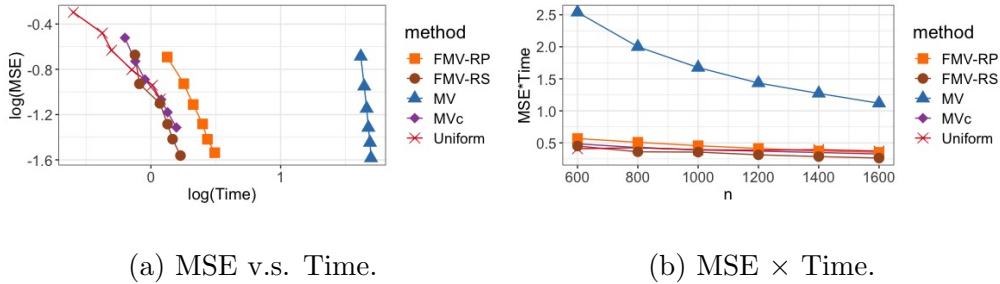 log(MSE)
-0.4
-0.8
-1.2
-1.6
0
1
log(Time)
method
FMV-RP
FMV-RS
MV
MVc
Uniform
MSE*Time
2.5
2.0
1.5
1.0
0.5
600
800
1000
1200
1400
1600
n
method
FMV-RP
FMV-RS
MV
MVc
Uniform
(a) MSE v.s. Time.
(b) MSE × Time.